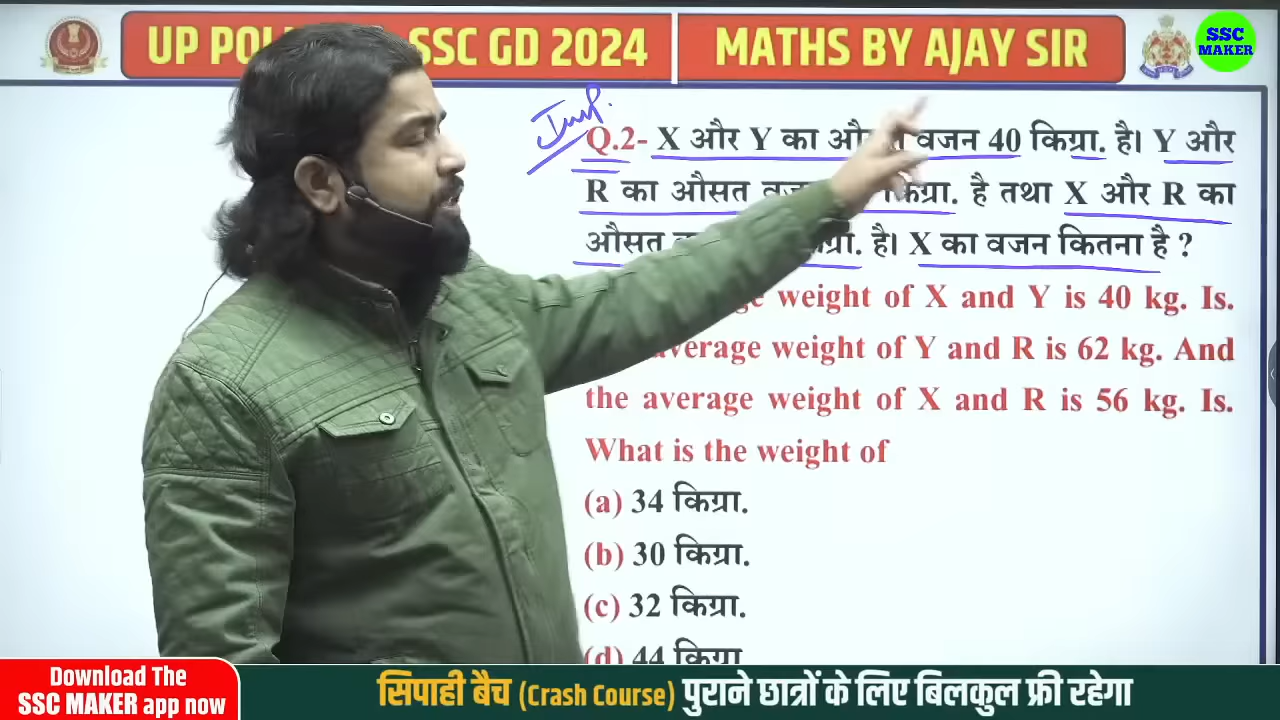 UP SSC GD 2024
MATHS BY AJAY SIR
SSC
MAKER
Imp.
Q.2- X और Y का वजन 40 किग्रा. है। Y और
R का औसत किग्रा. है तथा X और R का
औसत है। X का वजन कितना है ?
weight of X and Y is 40 kg. Is.
average weight of Y and R is 62 kg. And
the average weight of X and R is 56 kg. Is.
What is the weight of
(a) 34 किग्रा.
(b) 30 किग्रा.
(c) 32 किग्रा.
(d) 44 किग्रा
Download The
SSC MAKER app now
सिपाही बैच (Crash Course) पुराने छात्रों के लिए बिलकुल फ्री रहेगा